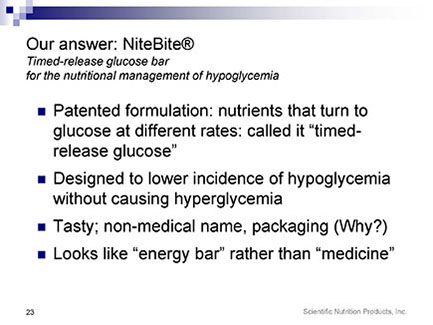 Our answer: NiteBite®
Timed-release glucose bar
for the nutritional management of hypoglycemia
Patented formulation: nutrients that turn to
glucose at different rates: called it “timed-
release glucose”
Designed to lower incidence of hypoglycemia
without causing hyperglycemia
Tasty; non-medical name, packaging (Why?)
Looks like “energy bar” rather than “medicine”
23
Scientific Nutrition Products, Inc.